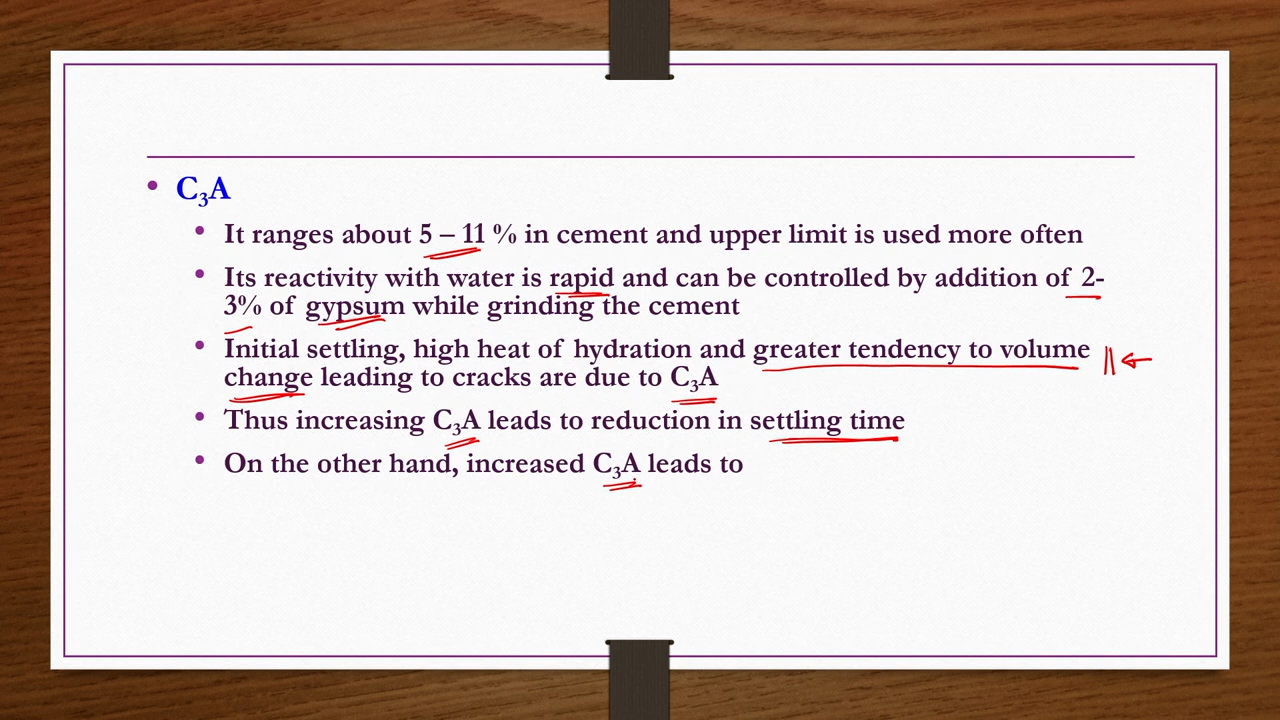 C₃A
It ranges about 5 – 11 % in cement and upper limit is used more often
Its reactivity with water is rapid and can be controlled by addition of 2-
3% of gypsum while grinding the cement
Initial settling, high heat of hydration and greater tendency to volume
change leading to cracks are due to C₃A
Thus increasing C₃A leads to reduction in settling time
On the other hand, increased C₃A leads to